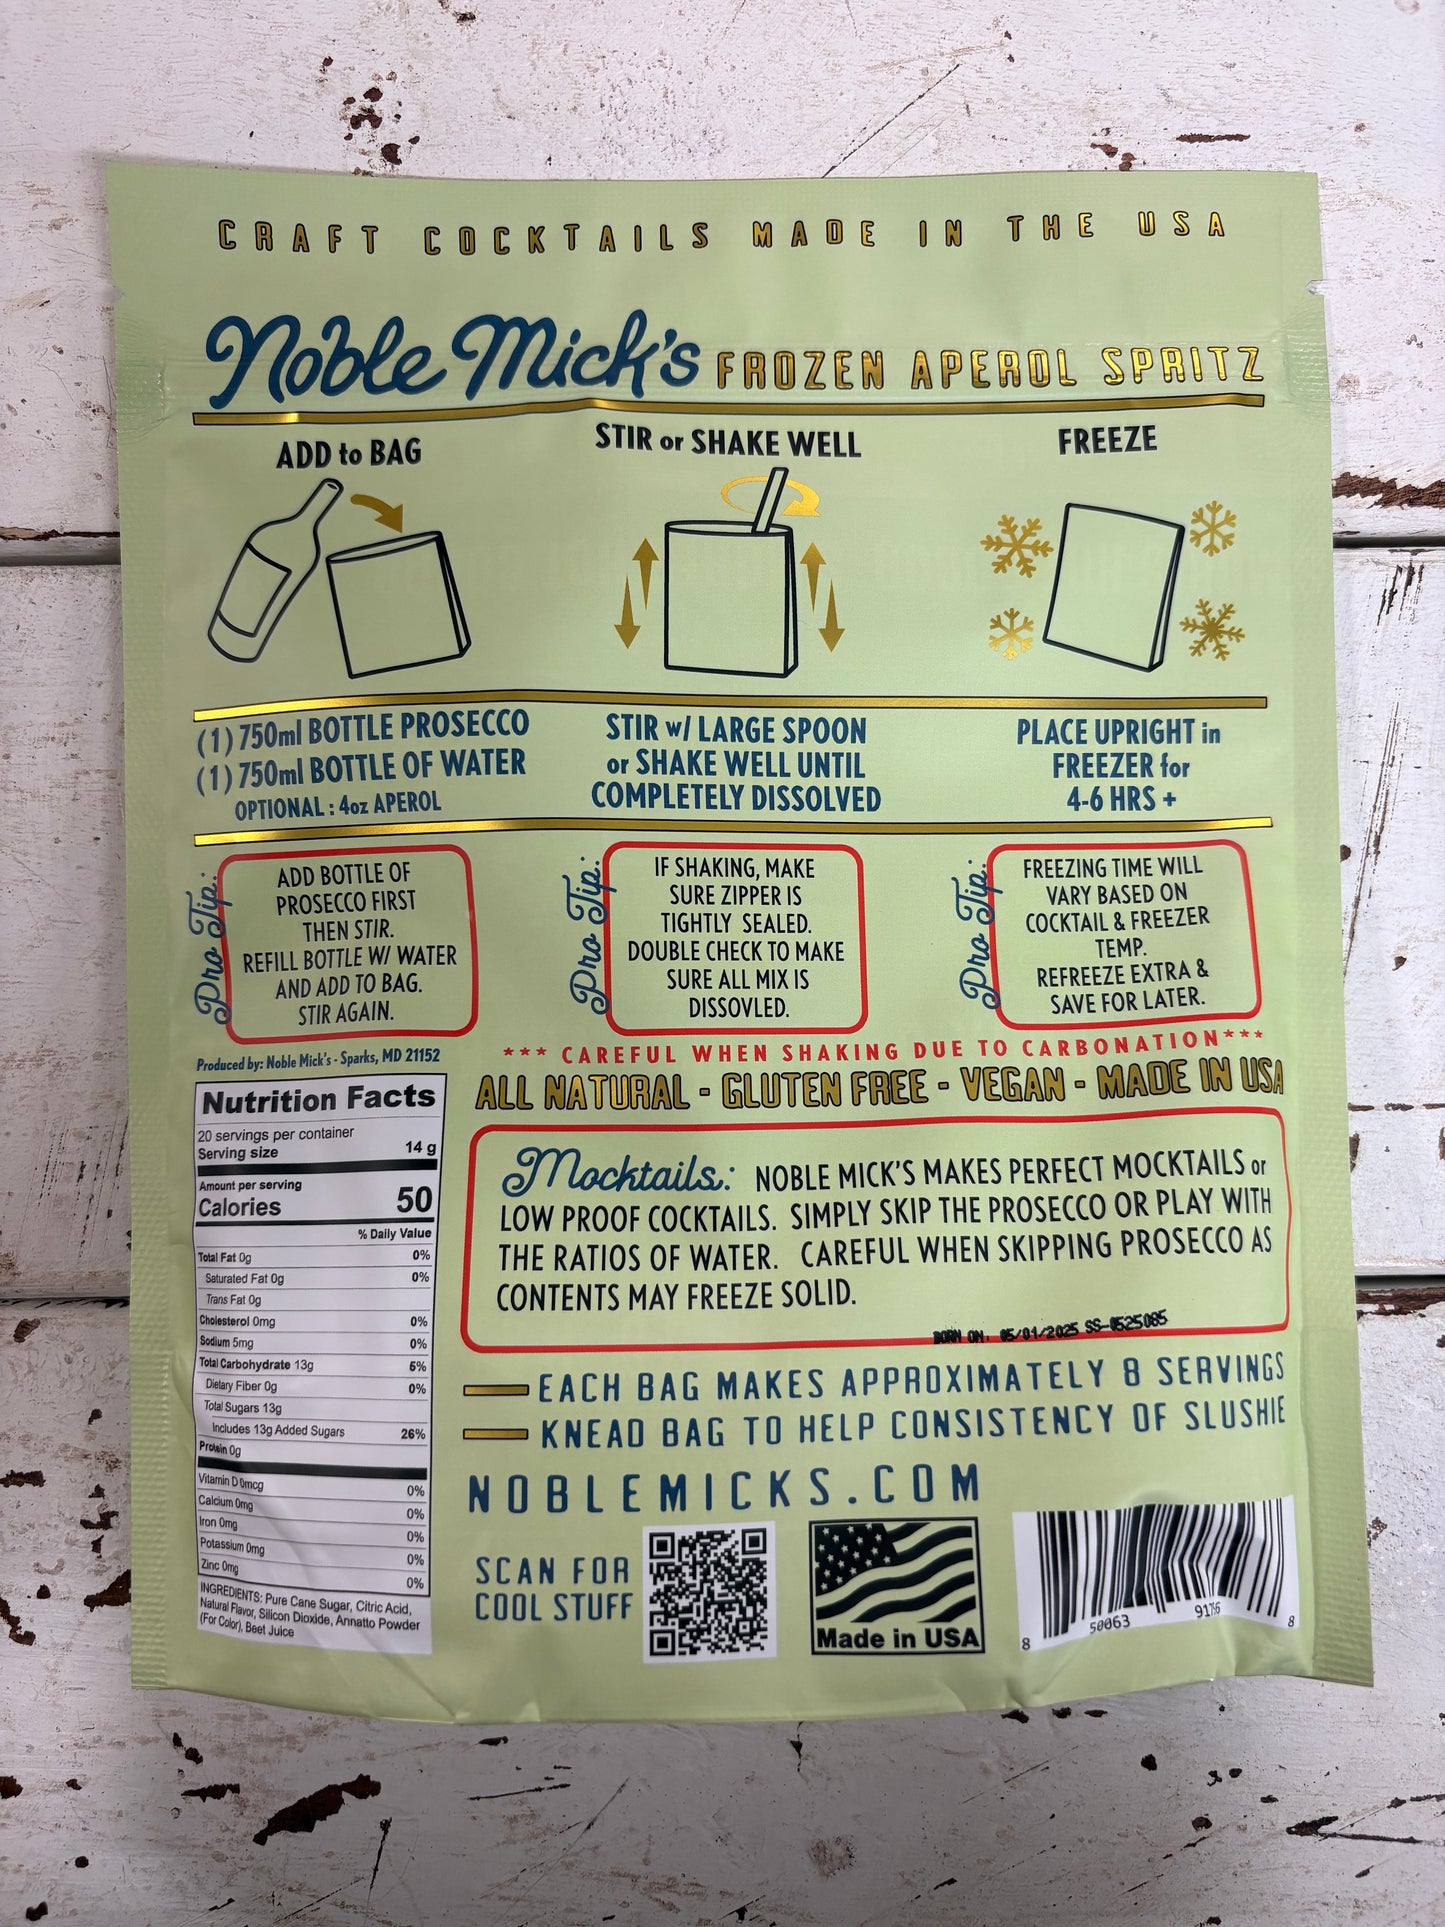 CRAFT COCKTAILS MADE IN THE USA
Noble Mick's FROZEN APEROL SPRITZ
ADD to BAG
STIR or SHAKE WELL
FREEZE
(1) 750ml BOTTLE PROSECCO
(1) 750ml BOTTLE OF WATER
OPTIONAL : 4oz APEROL
STIR w/ LARGE SPOON
or SHAKE WELL UNTIL
COMPLETELY DISSOLVED
PLACE UPRIGHT in
FREEZER for
4-6 HRS +
Pro Tip:
ADD BOTTLE OF
PROSECCO FIRST
THEN STIR.
REFILL BOTTLE W/ WATER
AND ADD TO BAG.
STIR AGAIN.
Pro Tip:
IF SHAKING, MAKE
SURE ZIPPER IS
TIGHTLY SEALED.
DOUBLE CHECK TO MAKE
SURE ALL MIX IS
DISSOVLED.
Pro Tip:
FREEZING TIME WILL
VARY BASED ON
COCKTAIL & FREEZER
TEMP.
REFREEZE EXTRA &
SAVE FOR LATER.
Produced by: Noble Mick's - Sparks, MD 21152
*** CAREFUL WHEN SHAKING DUE TO CARBONATION***
ALL NATURAL - GLUTEN FREE - VEGAN - MADE IN USA
Nutrition Facts
20 servings per container
Serving size 14 g
Amount per serving
Calories 50
% Daily Value
Total Fat 0g 0%
Saturated Fat 0g 0%
Trans Fat 0g
Cholesterol 0mg 0%
Sodium 5mg 0%
Total Carbohydrate 13g 5%
Dietary Fiber 0g 0%
Total Sugars 13g
Includes 13g Added Sugars 26%
Protein 0g
Vitamin D 0mcg 0%
Calcium 0mg 0%
Iron 0mg 0%
Potassium 0mg 0%
Zinc 0mg 0%
INGREDIENTS: Pure Cane Sugar, Citric Acid,
Natural Flavor, Silicon Dioxide, Annatto Powder
(For Color), Beet Juice
Mocktails: NOBLE MICK'S MAKES PERFECT MOCKTAILS or
LOW PROOF COCKTAILS. SIMPLY SKIP THE PROSECCO OR PLAY WITH
THE RATIOS OF WATER. CAREFUL WHEN SKIPPING PROSECCO AS
CONTENTS MAY FREEZE SOLID.
BORN ON: 05/01/2025 SS-0525085
EACH BAG MAKES APPROXIMATELY 8 SERVINGS
KNEAD BAG TO HELP CONSISTENCY OF SLUSHIE
NOBLEMICKS.COM
SCAN FOR
COOL STUFF
Made in USA
8 50063 91796 8